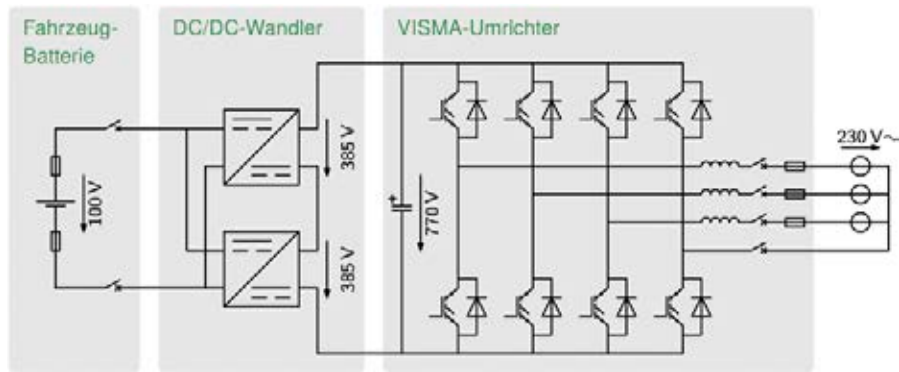 Fahrzeug-
Batterie
DC/DC-Wandler
VISMA-Umrichter
100 V
385 V
385 V
+
770 V
230 V~